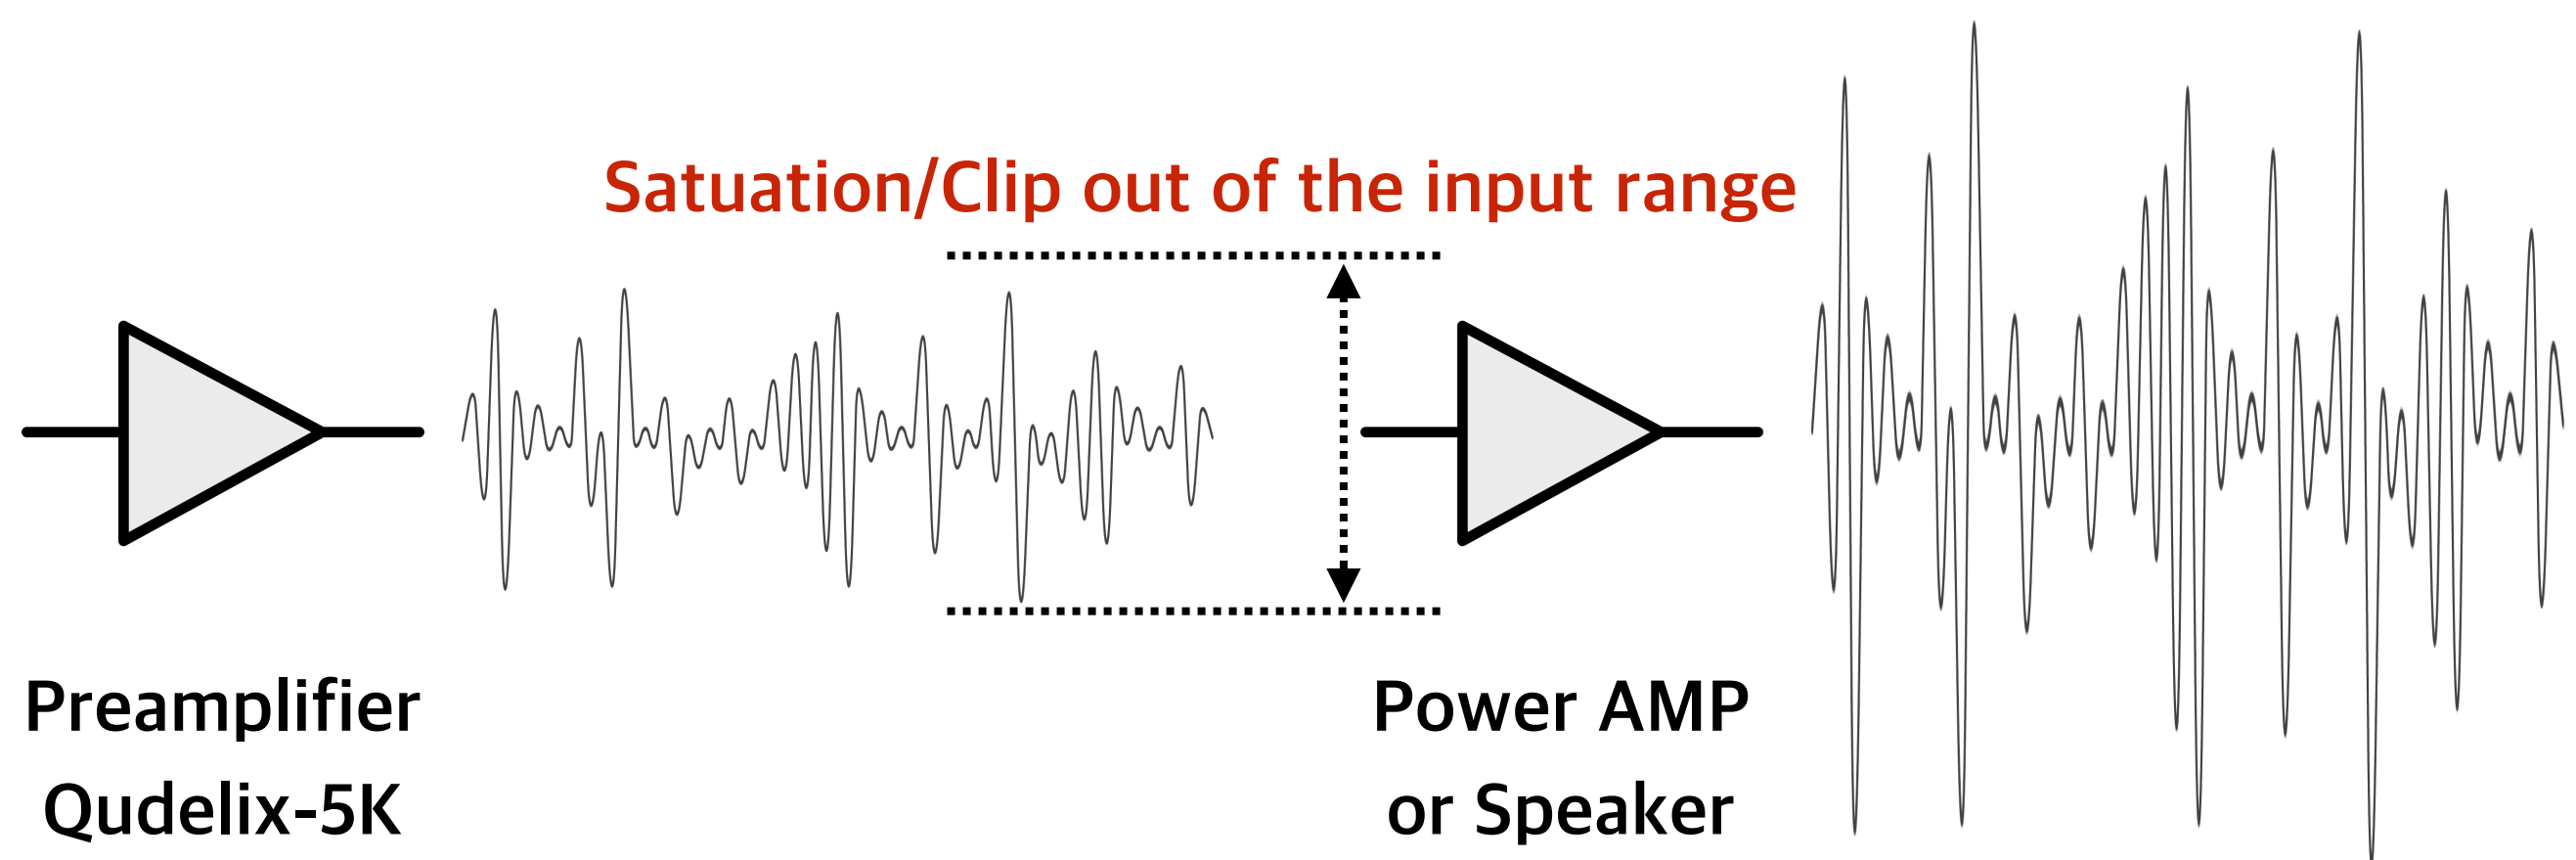 Satuation/Clip out of the input range
Preamplifier
Qudelix-5K
Power AMP
or Speaker